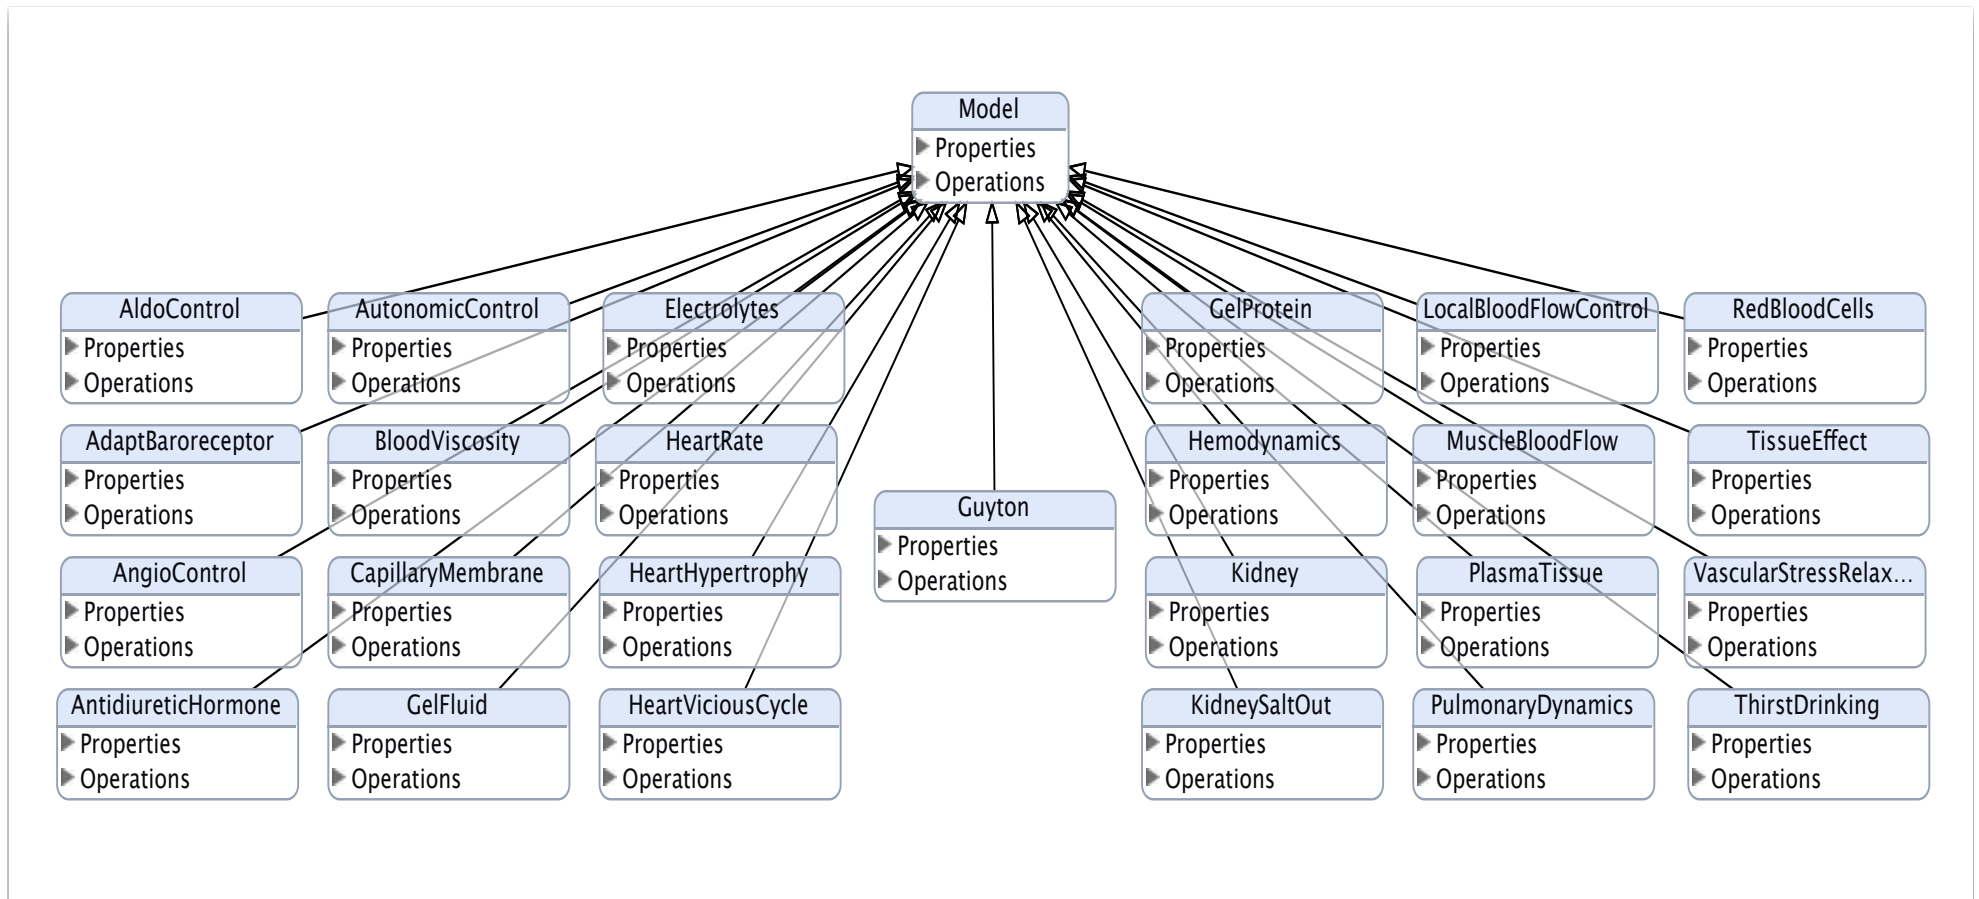 Model
Properties
Operations
AldoControl
Properties
Operations
AutonomicControl
Properties
Operations
Electrolytes
Properties
Operations
GelProtein
Properties
Operations
LocalBloodFlowControl
Properties
Operations
RedBloodCells
Properties
Operations
AdaptBaroreceptor
Properties
Operations
BloodViscosity
Properties
Operations
HeartRate
Properties
Operations
Guyton
Properties
Operations
Hemodynamics
Properties
Operations
MuscleBloodFlow
Properties
Operations
TissueEffect
Properties
Operations
AngioControl
Properties
Operations
CapillaryMembrane
Properties
Operations
HeartHypertrophy
Properties
Operations
Kidney
Properties
Operations
PlasmaTissue
Properties
Operations
VascularStressRelax...
Properties
Operations
AntidiureticHormone
Properties
Operations
GelFluid
Properties
Operations
HeartViciousCycle
Properties
Operations
KidneySaltOut
Properties
Operations
PulmonaryDynamics
Properties
Operations
ThirstDrinking
Properties
Operations